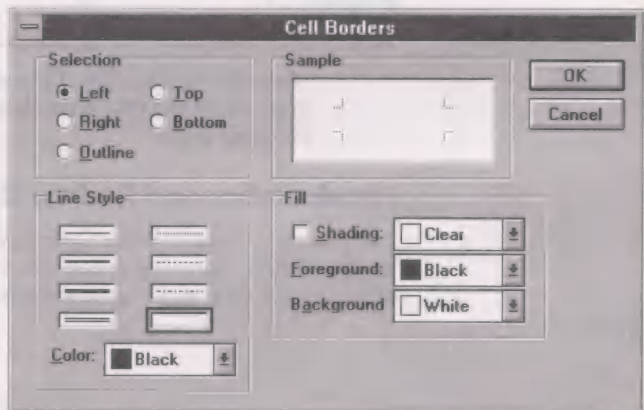 Cell Borders
Selection
Left
Top
Right
Bottom
Outline
Sample
OK
Cancel
Line Style
Color: Black
Fill
Shading: Clear
Foreground: Black
Background White